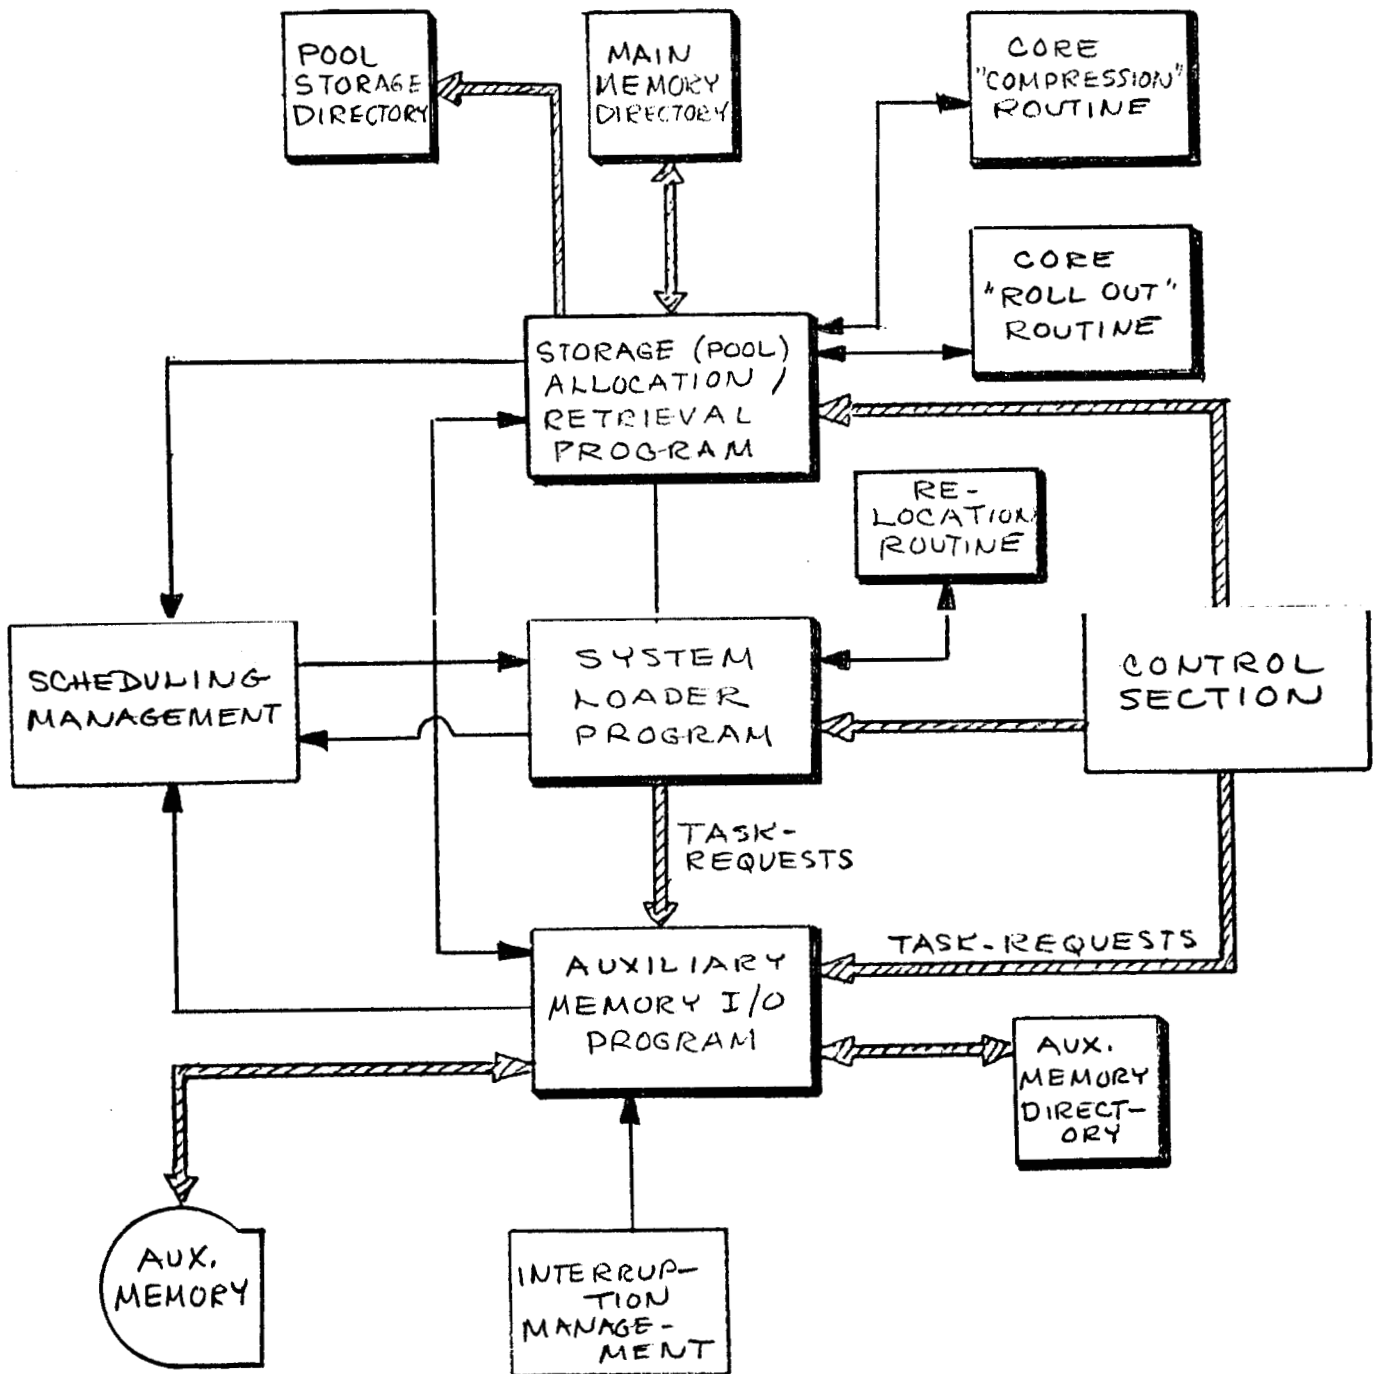 POOL
STORAGE
DIRECTORY
MAIN
MEMORY
DIRECTORY
CORE
"COMPRESSION"
ROUTINE
CORE
"ROLL OUT"
ROUTINE
STORAGE (POOL)
ALLOCATION /
RETRIEVAL
PROGRAM
RE-
LOCATION
ROUTINE
SCHEDULING
MANAGEMENT
SYSTEM
LOADER
PROGRAM
CONTROL
SECTION
TASK-
REQUESTS
TASK-REQUESTS
AUXILIARY
MEMORY I/O
PROGRAM
AUX.
MEMORY
DIRECT-
ORY
AUX.
MEMORY
INTERRUP-
TION
MANAGE-
MENT